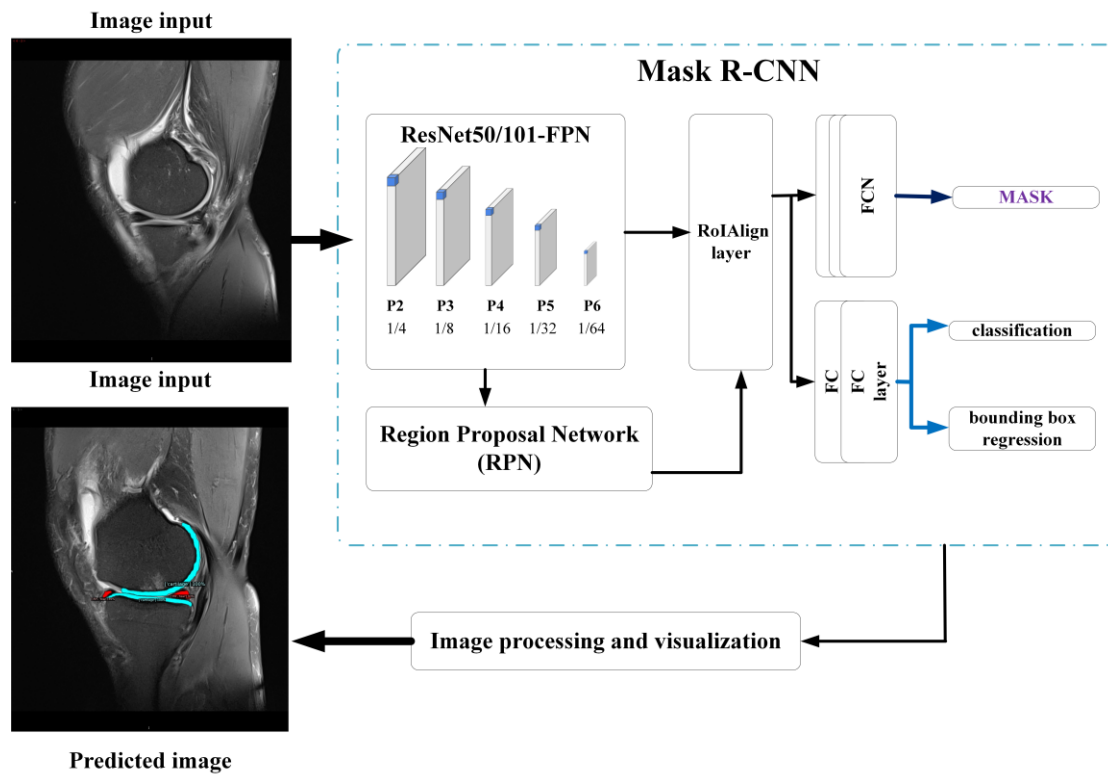 Image input
Mask R-CNN
ResNet50/101-FPN
P2 P3 P4 P5 P6
1/4 1/8 1/16 1/32 1/64
RoIAlign
layer
FCN
MASK
Image input
Region Proposal Network
(RPN)
FC
FC
layer
classification
bounding box
regression
Image processing and visualization
Predicted image